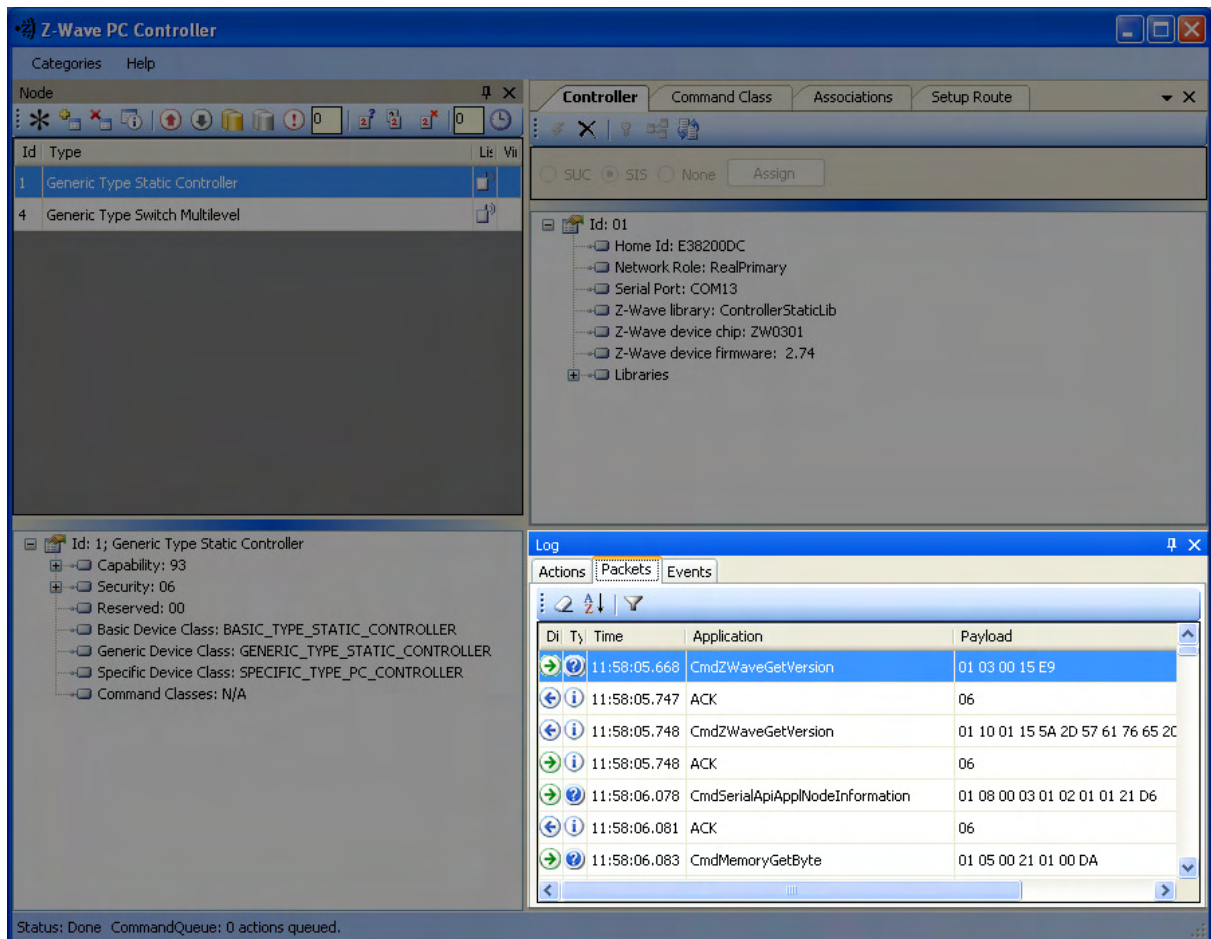 Z-Wave PC Controller
Categories Help
Node
0 0
Id Type Lis Vii
1 Generic Type Static Controller
4 Generic Type Switch Multilevel
Controller Command Class Associations Setup Route
SUC SIS None Assign
Id: 01
Home Id: E38200DC
Network Role: RealPrimary
Serial Port: COM13
Z-Wave library: ControllerStaticLib
Z-Wave device chip: ZW0301
Z-Wave device firmware: 2.74
Libraries
Id: 1; Generic Type Static Controller
Capability: 93
Security: 06
Reserved: 00
Basic Device Class: BASIC_TYPE_STATIC_CONTROLLER
Generic Device Class: GENERIC_TYPE_STATIC_CONTROLLER
Specific Device Class: SPECIFIC_TYPE_PC_CONTROLLER
Command Classes: N/A
Log
Actions Packets Events
Di Ty Time Application Payload
11:58:05.668 CmdZWaveGetVersion 01 03 00 15 E9
11:58:05.747 ACK 06
11:58:05.748 CmdZWaveGetVersion 01 10 01 15 5A 2D 57 61 76 65 20
11:58:05.748 ACK 06
11:58:06.078 CmdSerialApiApplNodeInformation 01 08 00 03 01 02 01 01 21 D6
11:58:06.081 ACK 06
11:58:06.083 CmdMemoryGetByte 01 05 00 21 01 00 DA
Status: Done CommandQueue: 0 actions queued.